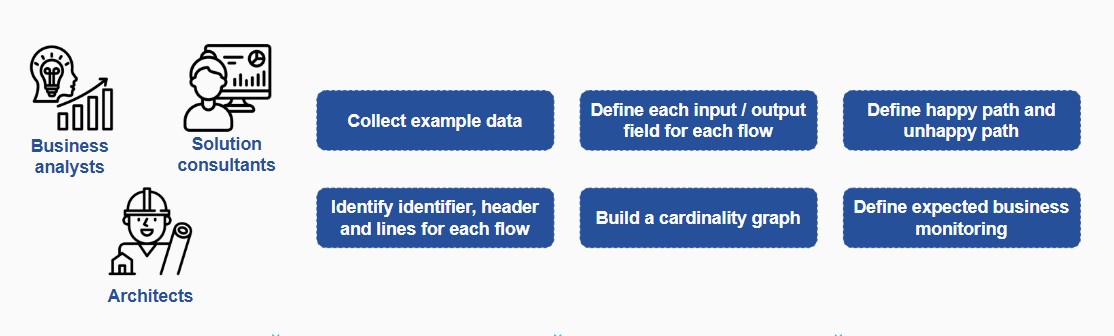 Business
analysts
Solution
consultants
Architects
Collect example data
Define each input / output
field for each flow
Define happy path and
unhappy path
Identify identifier, header
and lines for each flow
Build a cardinality graph
Define expected business
monitoring